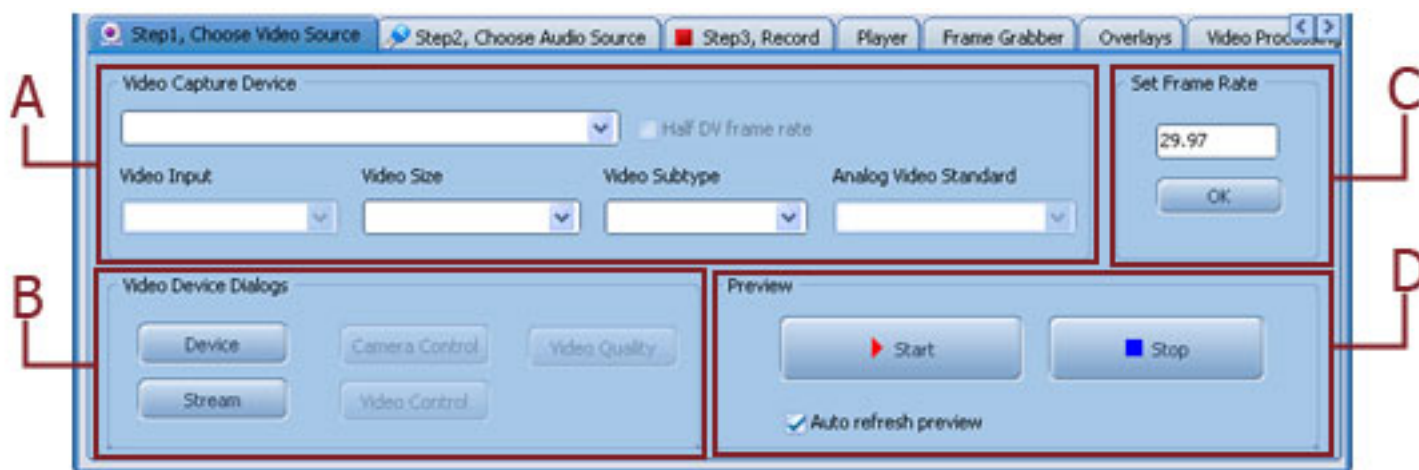 Step1, Choose Video Source
Step2, Choose Audio Source
Step3, Record
Player
Frame Grabber
Overlays
Video Processing
A
Video Capture Device
Half DV frame rate
Video Input
Video Size
Video Subtype
Analog Video Standard
Set Frame Rate
29.97
OK
C
B
Video Device Dialogs
Device
Camera Control
Video Quality
Stream
Video Control
Preview
Start
Stop
Auto refresh preview
D